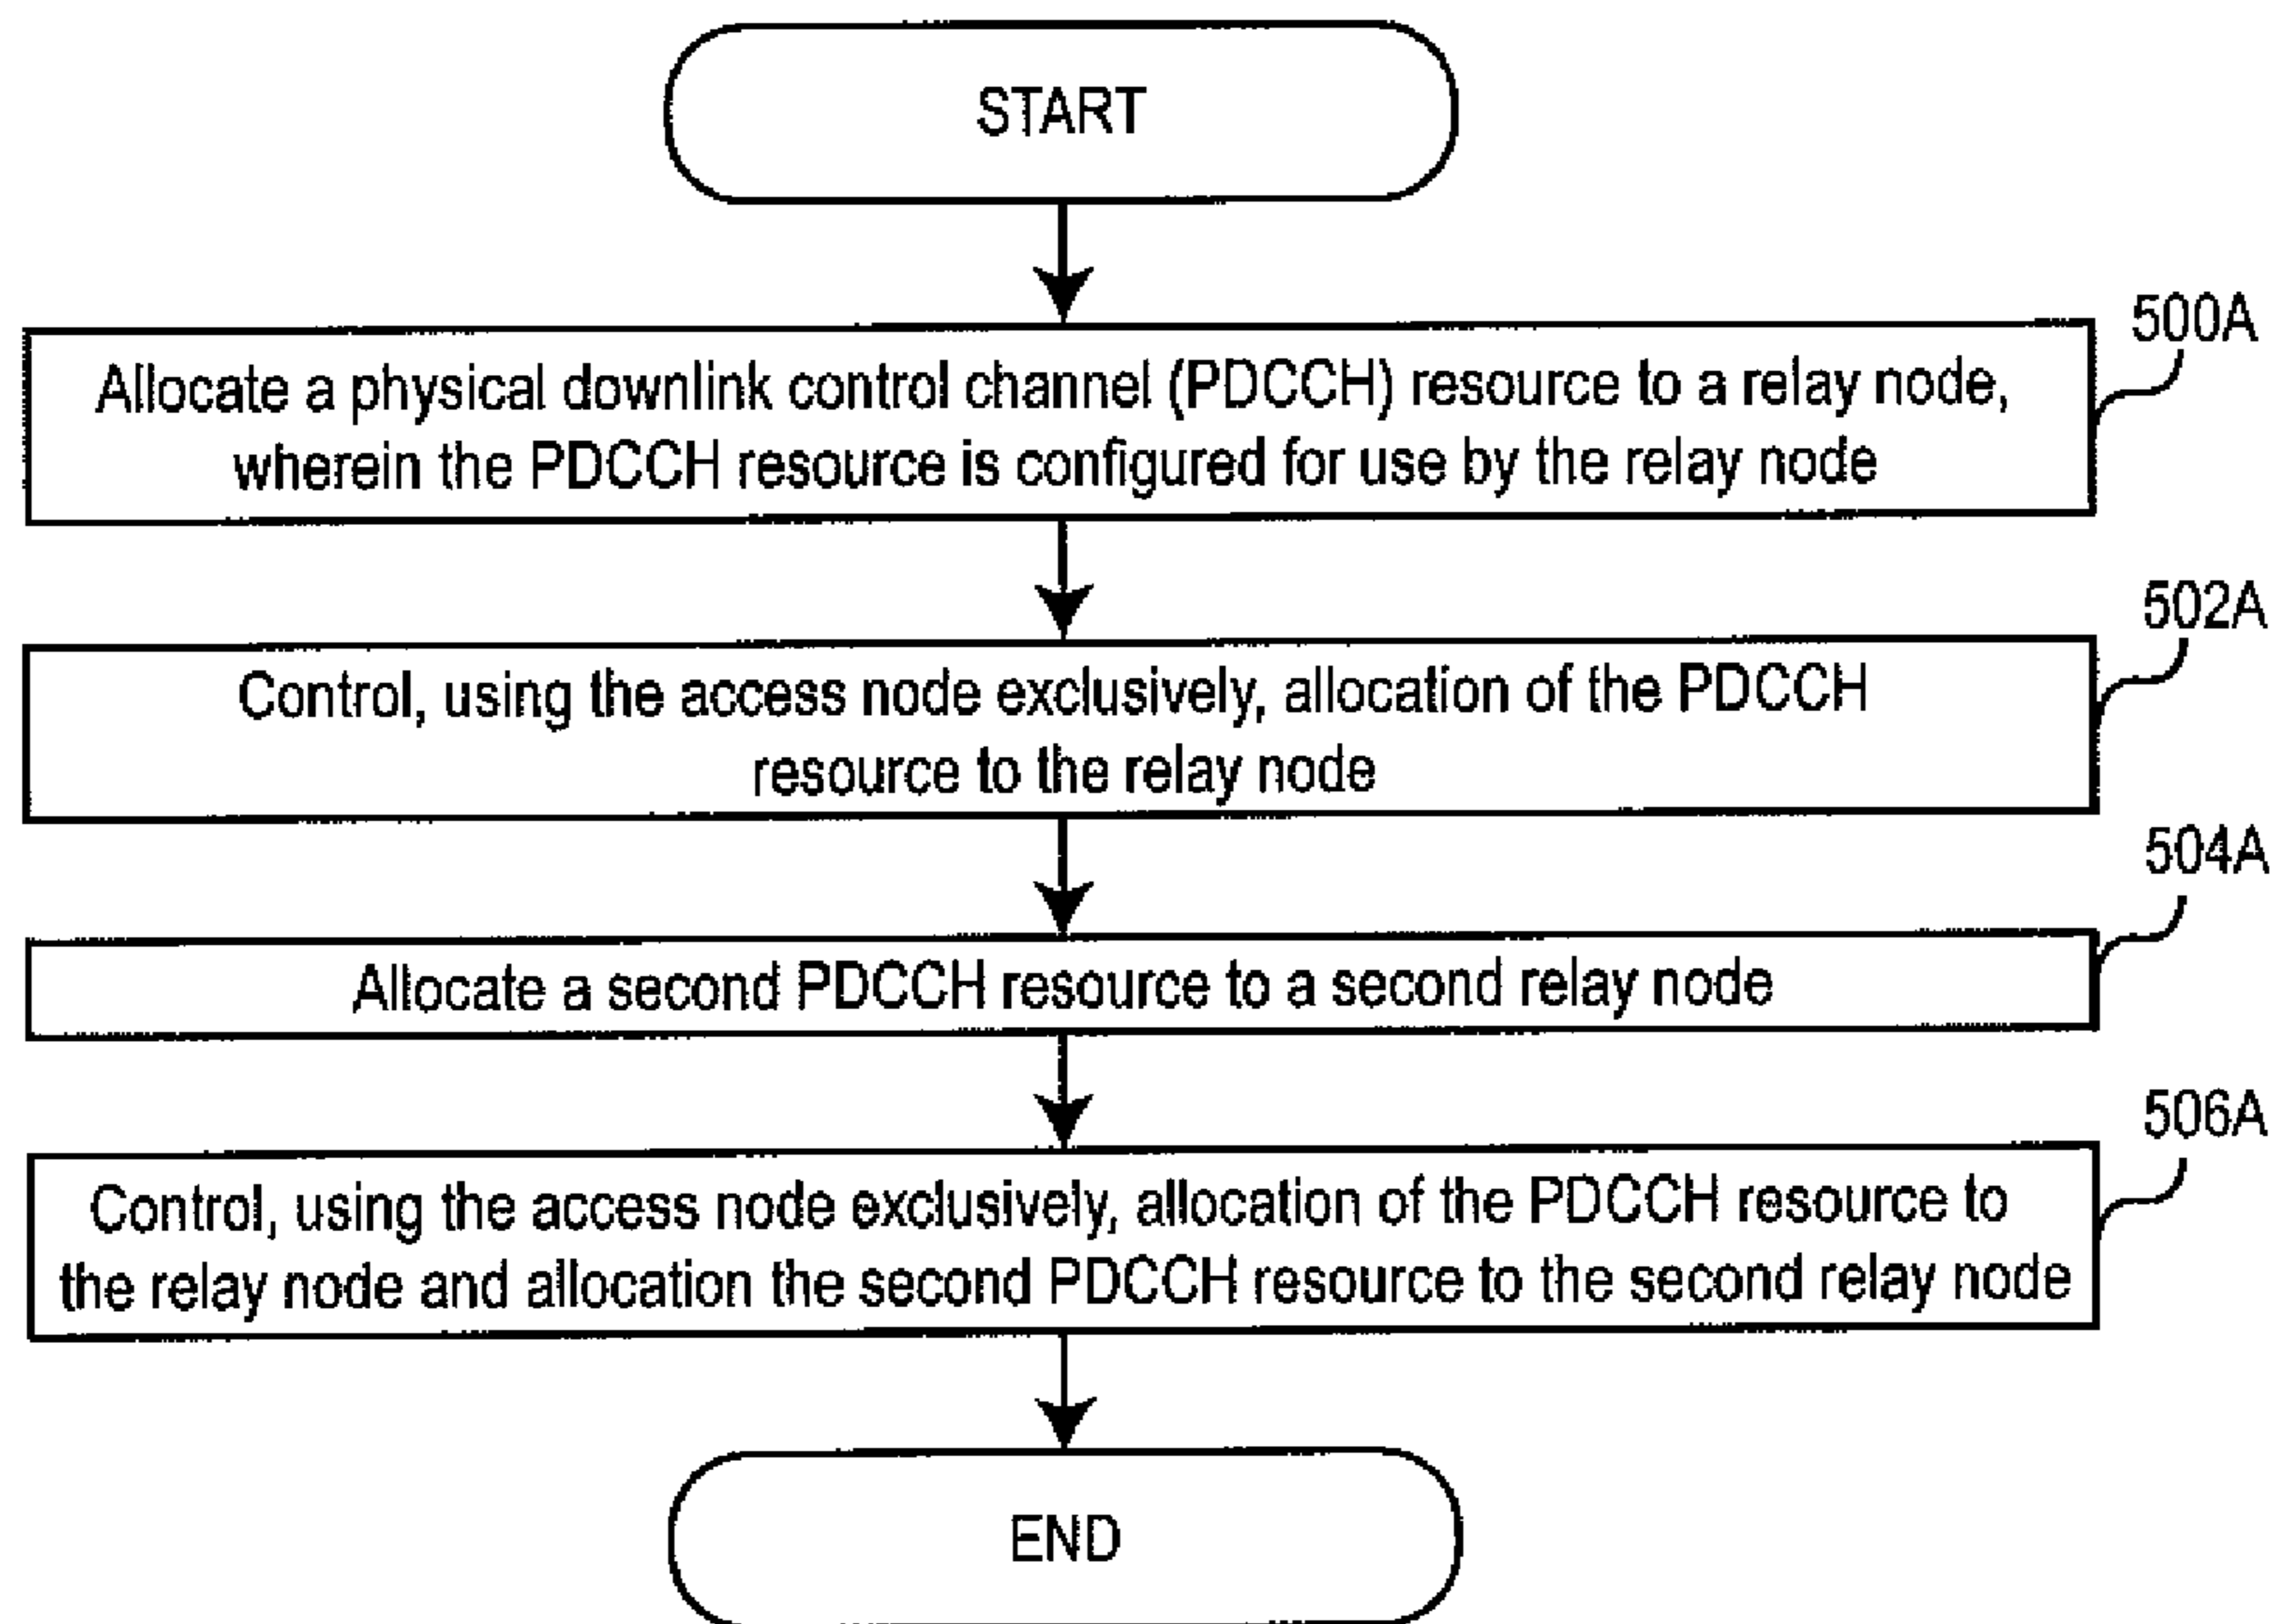 START
500A
Allocate a physical downlink control channel (PDCCH) resource to a relay node,
wherein the PDCCH resource is configured for use by the relay node
502A
Control, using the access node exclusively, allocation of the PDCCH
resource to the relay node
504A
Allocate a second PDCCH resource to a second relay node
506A
Control, using the access node exclusively, allocation of the PDCCH resource to
the relay node and allocation the second PDCCH resource to the second relay node
END